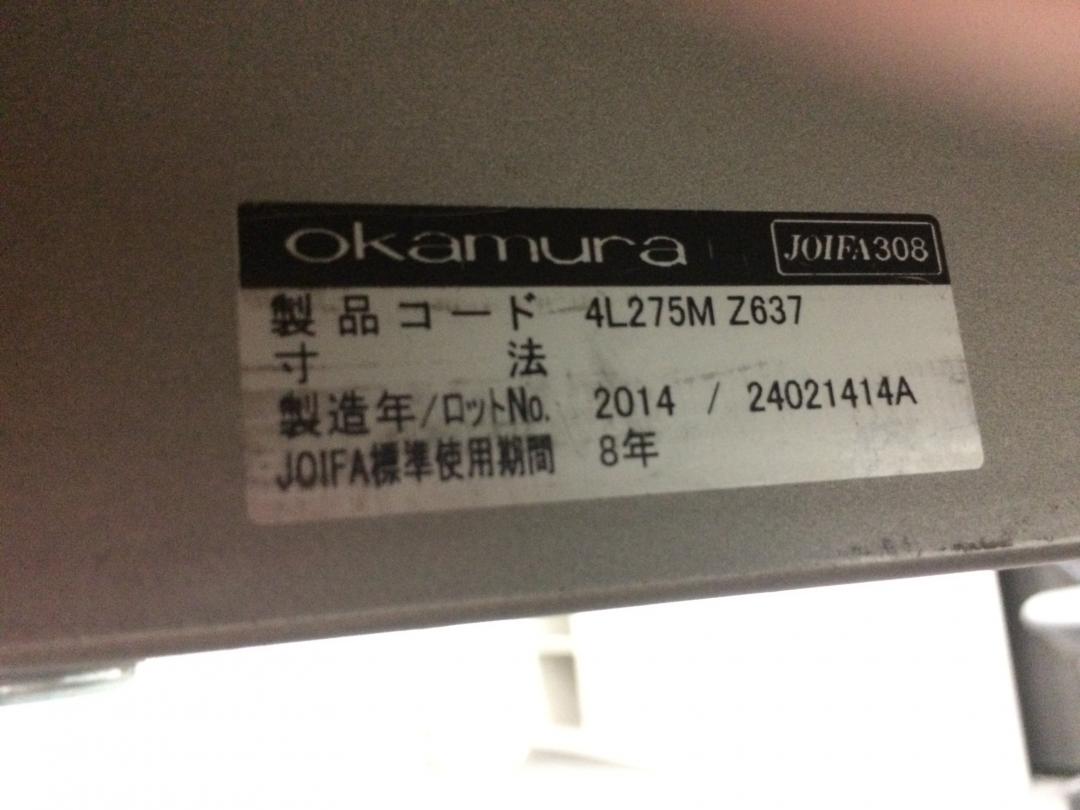 okamura JOIFA308
製品コード 4L275M Z637
寸法
製造年/ロットNo. 2014 / 24021414A
JOIFA標準使用期間 8年